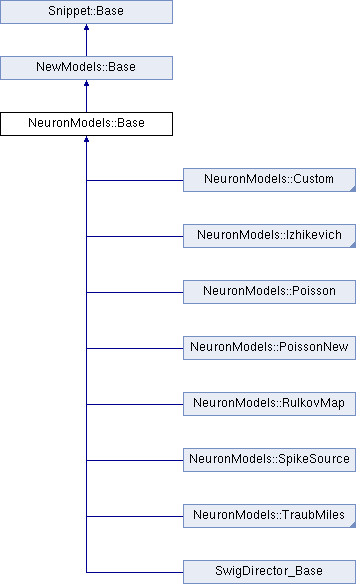 Snippet::Base
NewModels::Base
NeuronModels::Base
NeuronModels::Custom
NeuronModels::Izhikevich
NeuronModels::Poisson
NeuronModels::PoissonNew
NeuronModels::RulkovMap
NeuronModels::SpikeSource
NeuronModels::TraubMiles
SwigDirector_Base